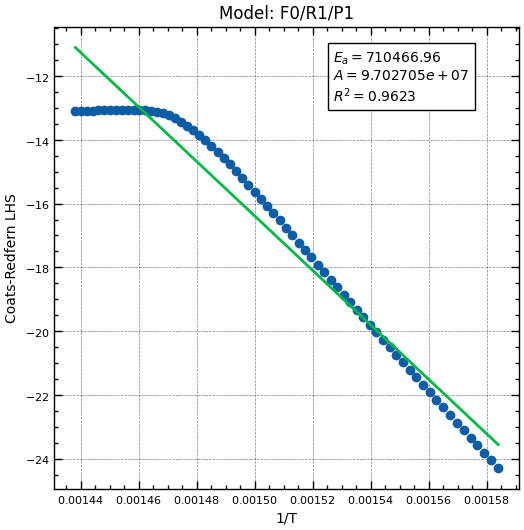 Model: F0/R1/P1
E_a = 710466.96
A = 9.702705e + 07
R² = 0.9623
Coats-Redfern LHS
−12
−14
−16
−18
−20
−22
−24
0.00144 0.00146 0.00148 0.00150 0.00152 0.00154 0.00156 0.00158
1/T